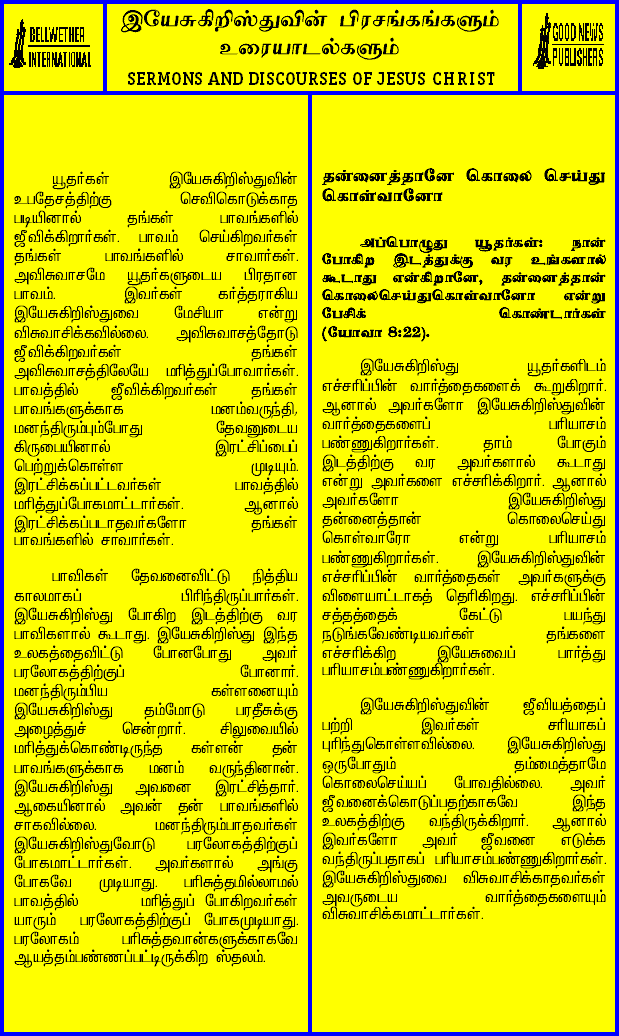 BELLWETHER
INTERNATIONAL
இயேசுகிறிஸ்துவின் பிரசங்கங்களும்
உரையாடல்களும்
SERMONS AND DISCOURSES OF JESUS CHRIST
GOOD NEWS
PUBLISHERS
யூதர்கள் இயேசுகிறிஸ்துவின்
உபதேசத்திற்கு செவிகொடுக்காத
படியினால் தங்கள் பாவங்களில்
ஜீவிக்கிறார்கள். பாவம் செய்கிறவர்கள்
தங்கள் பாவங்களில் சாவார்கள்.
அவிசுவாசமே யூதர்களுடைய பிரதான
பாவம். இவர்கள் கர்த்தராகிய
இயேசுகிறிஸ்துவை மேசியா என்று
விசுவாசிக்கவில்லை. அவிசுவாசத்தோடு
ஜீவிக்கிறவர்கள் தங்கள்
அவிசுவாசத்திலேயே மரித்துப்போவார்கள்.
பாவத்தில் ஜீவிக்கிறவர்கள் தங்கள்
பாவங்களுக்காக மனம்வருந்தி,
மனந்திரும்பும்போது தேவனுடைய
கிருபையினால் இரட்சிப்பைப்
பெற்றுக்கொள்ள முடியும்.
இரட்சிக்கப்பட்டவர்கள் பாவத்தில்
மரித்துப்போகமாட்டார்கள். ஆனால்
இரட்சிக்கப்படாதவர்களோ தங்கள்
பாவங்களில் சாவார்கள்.
பாவிகள் தேவனைவிட்டு நித்திய
காலமாகப் பிரிந்திருப்பார்கள்.
இயேசுகிறிஸ்து போகிற இடத்திற்கு வர
பாவிகளால் கூடாது. இயேசுகிறிஸ்து இந்த
உலகத்தைவிட்டு போனபோது அவர்
பரலோகத்திற்குப் போனார்.
மனந்திரும்பிய கள்ளனையும்
இயேசுகிறிஸ்து தம்மோடு பரதீசுக்கு
அழைத்துச் சென்றார். சிலுவையில்
மரித்துக்கொண்டிருந்த கள்ளன் தன்
பாவங்களுக்காக மனம் வருந்தினான்.
இயேசுகிறிஸ்து அவனை இரட்சித்தார்.
ஆகையினால் அவன் தன் பாவங்களில்
சாகவில்லை. மனந்திரும்பாதவர்கள்
இயேசுகிறிஸ்துவோடு பரலோகத்திற்குப்
போகமாட்டார்கள். அவர்களால் அங்கு
போகவே முடியாது. பரிசுத்தமில்லாமல்
பாவத்தில் மரித்துப் போகிறவர்கள்
யாரும் பரலோகத்திற்குப் போகமுடியாது.
பரலோகம் பரிசுத்தவான்களுக்காகவே
ஆயத்தம்பண்ணப்பட்டிருக்கிற ஸ்தலம்.
தன்னைத்தானே கொலை செய்து
கொள்வானோ
அப்பொழுது யூதர்கள்: நான்
போகிற இடத்துக்கு வர உங்களால்
கூடாது என்கிறானே, தன்னைத்தான்
கொலைசெய்துகொள்வானோ என்று
பேசிக் கொண்டார்கள்
(யோவா 8:22).
இயேசுகிறிஸ்து யூதர்களிடம்
எச்சரிப்பின் வார்த்தைகளைக் கூறுகிறார்.
ஆனால் அவர்களோ இயேசுகிறிஸ்துவின்
வார்த்தைகளைப் பரியாசம்
பண்ணுகிறார்கள். தாம் போகும்
இடத்திற்கு வர அவர்களால் கூடாது
என்று அவர்களை எச்சரிக்கிறார். ஆனால்
அவர்களோ இயேசுகிறிஸ்து
தன்னைத்தான் கொலைசெய்து
கொள்வாரோ என்று பரியாசம்
பண்ணுகிறார்கள். இயேசுகிறிஸ்துவின்
எச்சரிப்பின் வார்த்தைகள் அவர்களுக்கு
விளையாட்டாகத் தெரிகிறது. எச்சரிப்பின்
சத்தத்தைக் கேட்டு பயந்து
நடுங்கவேண்டியவர்கள் தங்களை
எச்சரிக்கிற இயேசுவைப் பார்த்து
பரியாசம்பண்ணுகிறார்கள்.
இயேசுகிறிஸ்துவின் ஜீவியத்தைப்
பற்றி இவர்கள் சரியாகப்
புரிந்துகொள்ளவில்லை. இயேசுகிறிஸ்து
ஒருபோதும் தம்மைத்தாமே
கொலைசெய்யப் போவதில்லை. அவர்
ஜீவனைக்கொடுப்பதற்காகவே இந்த
உலகத்திற்கு வந்திருக்கிறார். ஆனால்
இவர்களோ அவர் ஜீவனை எடுக்க
வந்திருப்பதாகப் பரியாசம்பண்ணுகிறார்கள்.
இயேசுகிறிஸ்துவை விசுவாசிக்காதவர்கள்
அவருடைய வார்த்தைகளையும்
விசுவாசிக்கமாட்டார்கள்.